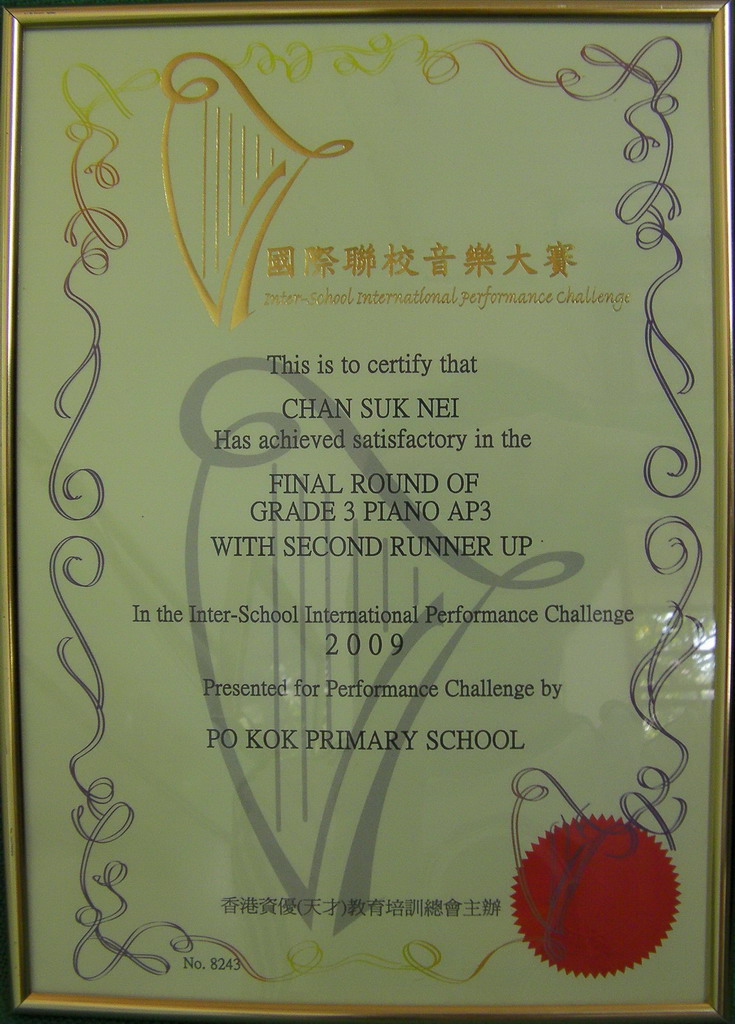 國際聯校音樂大賽
Inter-School International Performance Challenge
This is to certify that
CHAN SUK NEI
Has achieved satisfactory in the
FINAL ROUND OF
GRADE 3 PIANO AP3
WITH SECOND RUNNER UP
In the Inter-School International Performance Challenge
2009
Presented for Performance Challenge by
PO KOK PRIMARY SCHOOL
香港資優(天才)教育培訓總會主辦
No. 8243